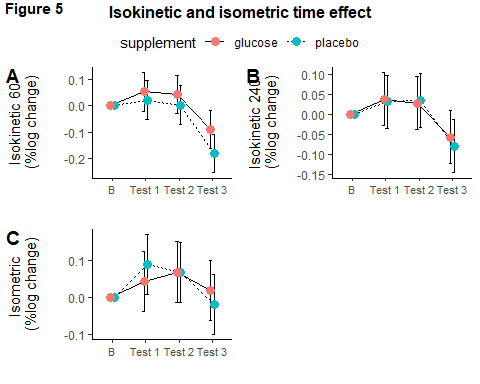 Figure 5
Isokinetic and isometric time effect
supplement glucose placebo
A
Isokinetic 60
(%log change)
0.1
0.0
-0.1
-0.2
B Test 1 Test 2 Test 3
B
Isokinetic 240
(%log change)
0.10
0.05
0.00
-0.05
-0.10
-0.15
B Test 1 Test 2 Test 3
C
Isometric
(%log change)
0.1
0.0
-0.1
B Test 1 Test 2 Test 3